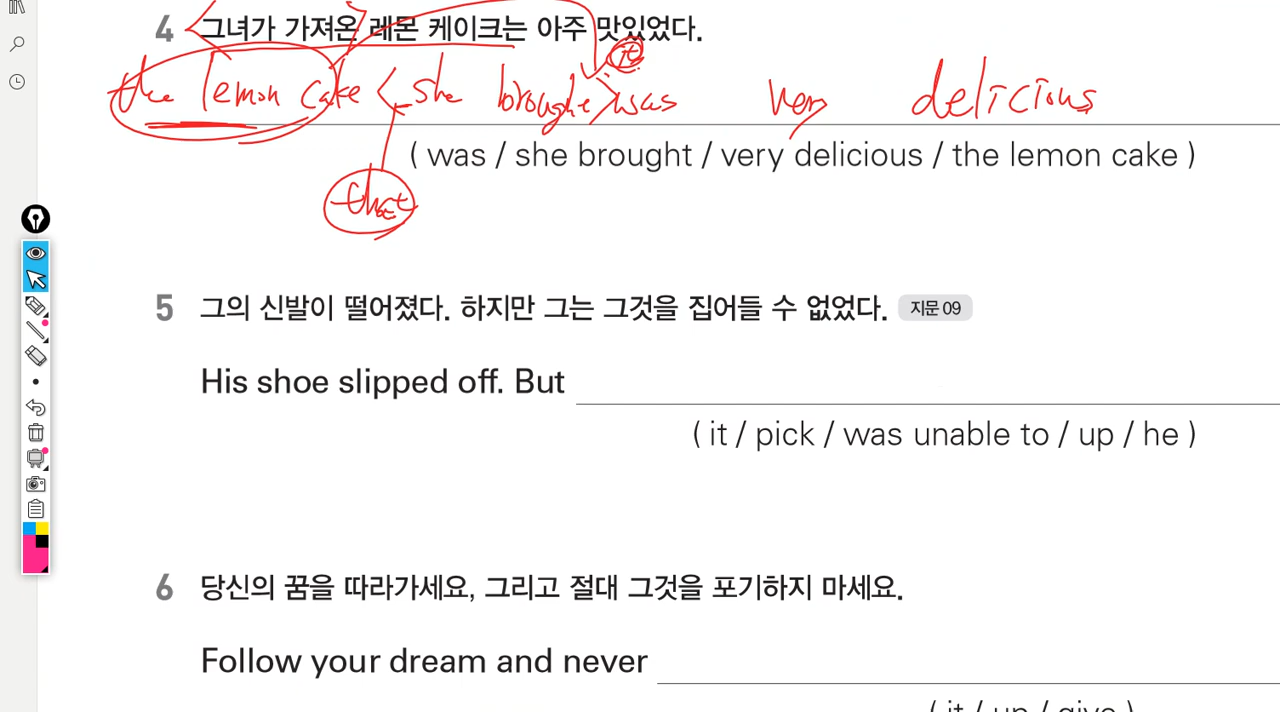 4 그녀가 가져온 레몬 케이크는 아주 맛있었다.
it
the lemon cake < she brought > was very delicious
( was / she brought / very delicious / the lemon cake )
that
5 그의 신발이 떨어졌다. 하지만 그는 그것을 집어들 수 없었다. 지문 09
His shoe slipped off. But
( it / pick / was unable to / up / he )
6 당신의 꿈을 따라가세요, 그리고 절대 그것을 포기하지 마세요.
Follow your dream and never
( it / up / give )